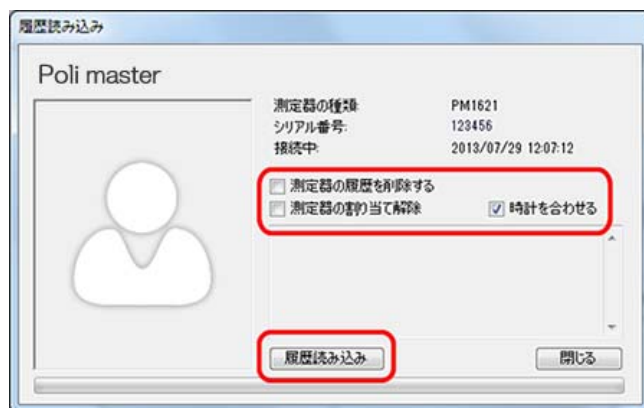 履歴読み込み
Poli master
測定器の種類: PM1621
シリアル番号: 123456
接続中: 2013/07/29 12:07:12
測定器の履歴を削除する
測定器の割り当て解除 時計を合わせる
履歴読み込み 閉じる